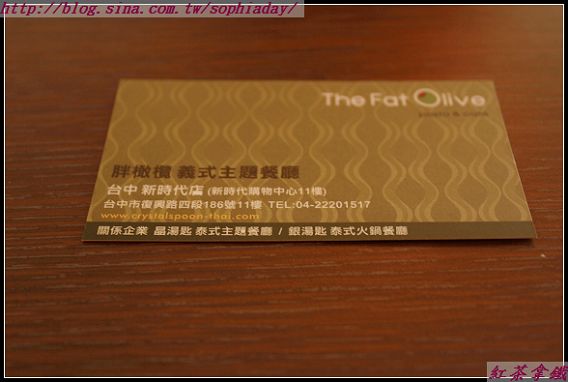 http://blog.sina.com.tw/sophiaday/
The Fat Olive
pasta & café
胖橄欖 義式主題餐廳
台中 新時代店 (新時代購物中心11樓)
台中市復興路四段186號11樓 TEL:04-22201517
www.crystalspoon-thai.com
關係企業 晶湯匙 泰式主題餐廳 / 銀湯匙 泰式火鍋餐廳
紅茶拿鐵